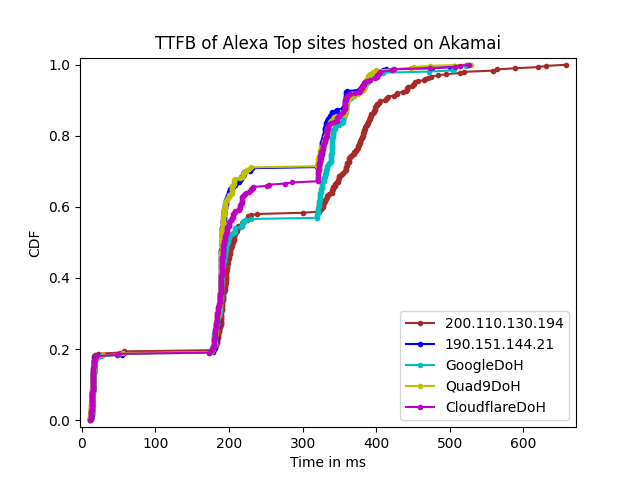 TTFB of Alexa Top sites hosted on Akamai
1.0
0.8
0.6
0.4
0.2
0.0
CDF
0
100
200
300
400
500
600
Time in ms
200.110.130.194
190.151.144.21
GoogleDoH
Quad9DoH
CloudflareDoH